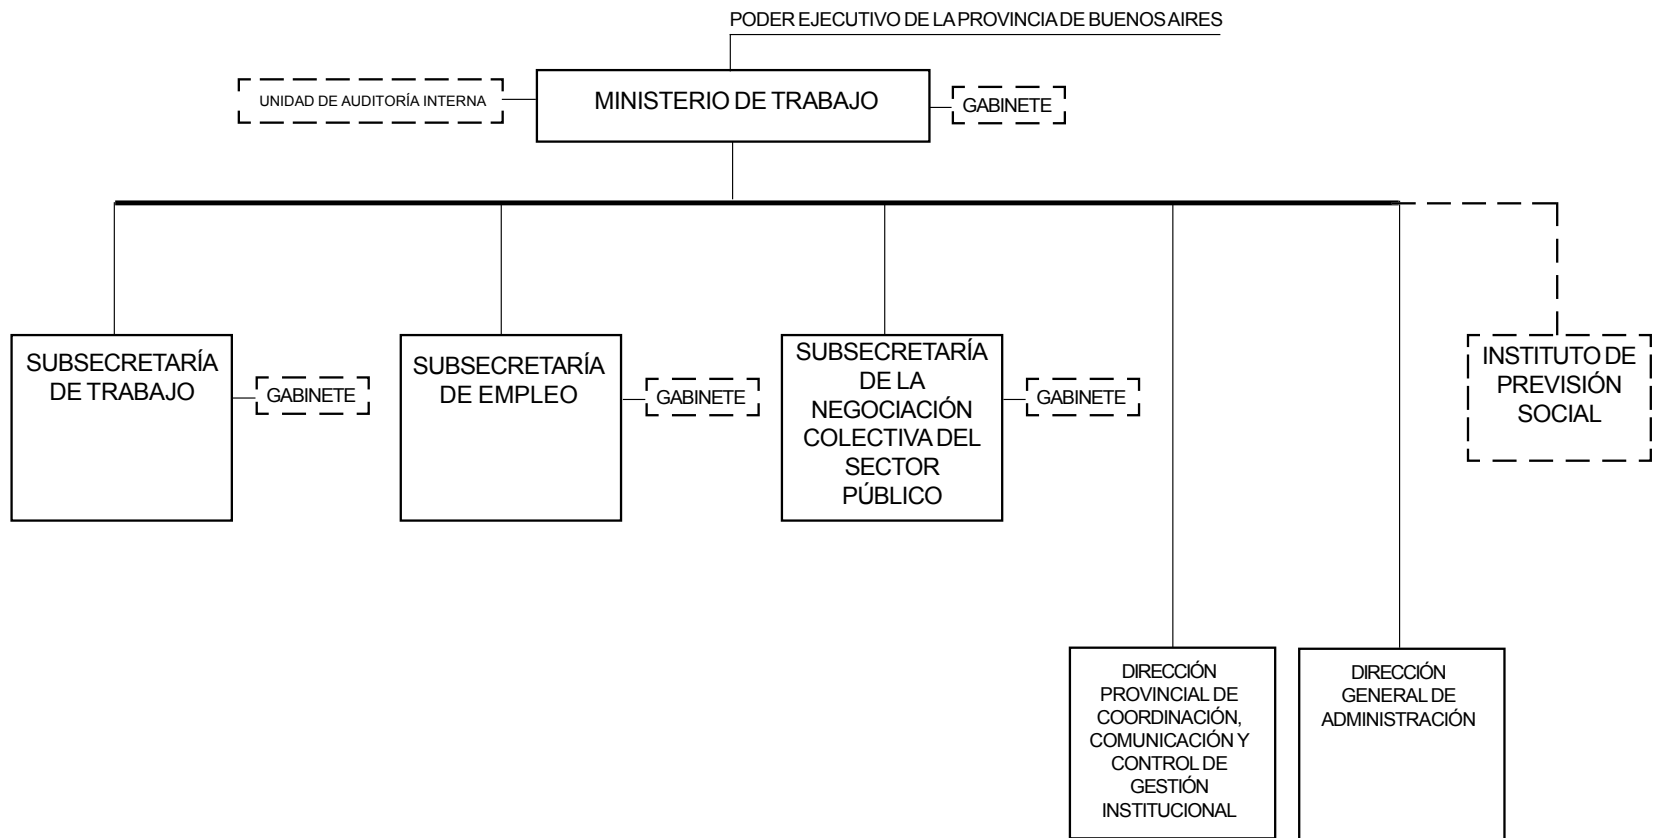 PODER EJECUTIVO DE LA PROVINCIA DE BUENOS AIRES
UNIDAD DE AUDITORÍA INTERNA
MINISTERIO DE TRABAJO
GABINETE
SUBSECRETARÍA
DE TRABAJO
GABINETE
SUBSECRETARÍA
DE EMPLEO
GABINETE
SUBSECRETARÍA
DE LA
NEGOCIACIÓN
COLECTIVA DEL
SECTOR
PÚBLICO
GABINETE
INSTITUTO DE
PREVISIÓN
SOCIAL
DIRECCIÓN
PROVINCIAL DE
COORDINACIÓN,
COMUNICACIÓN Y
CONTROL DE
GESTIÓN
INSTITUCIONAL
DIRECCIÓN
GENERAL DE
ADMINISTRACIÓN